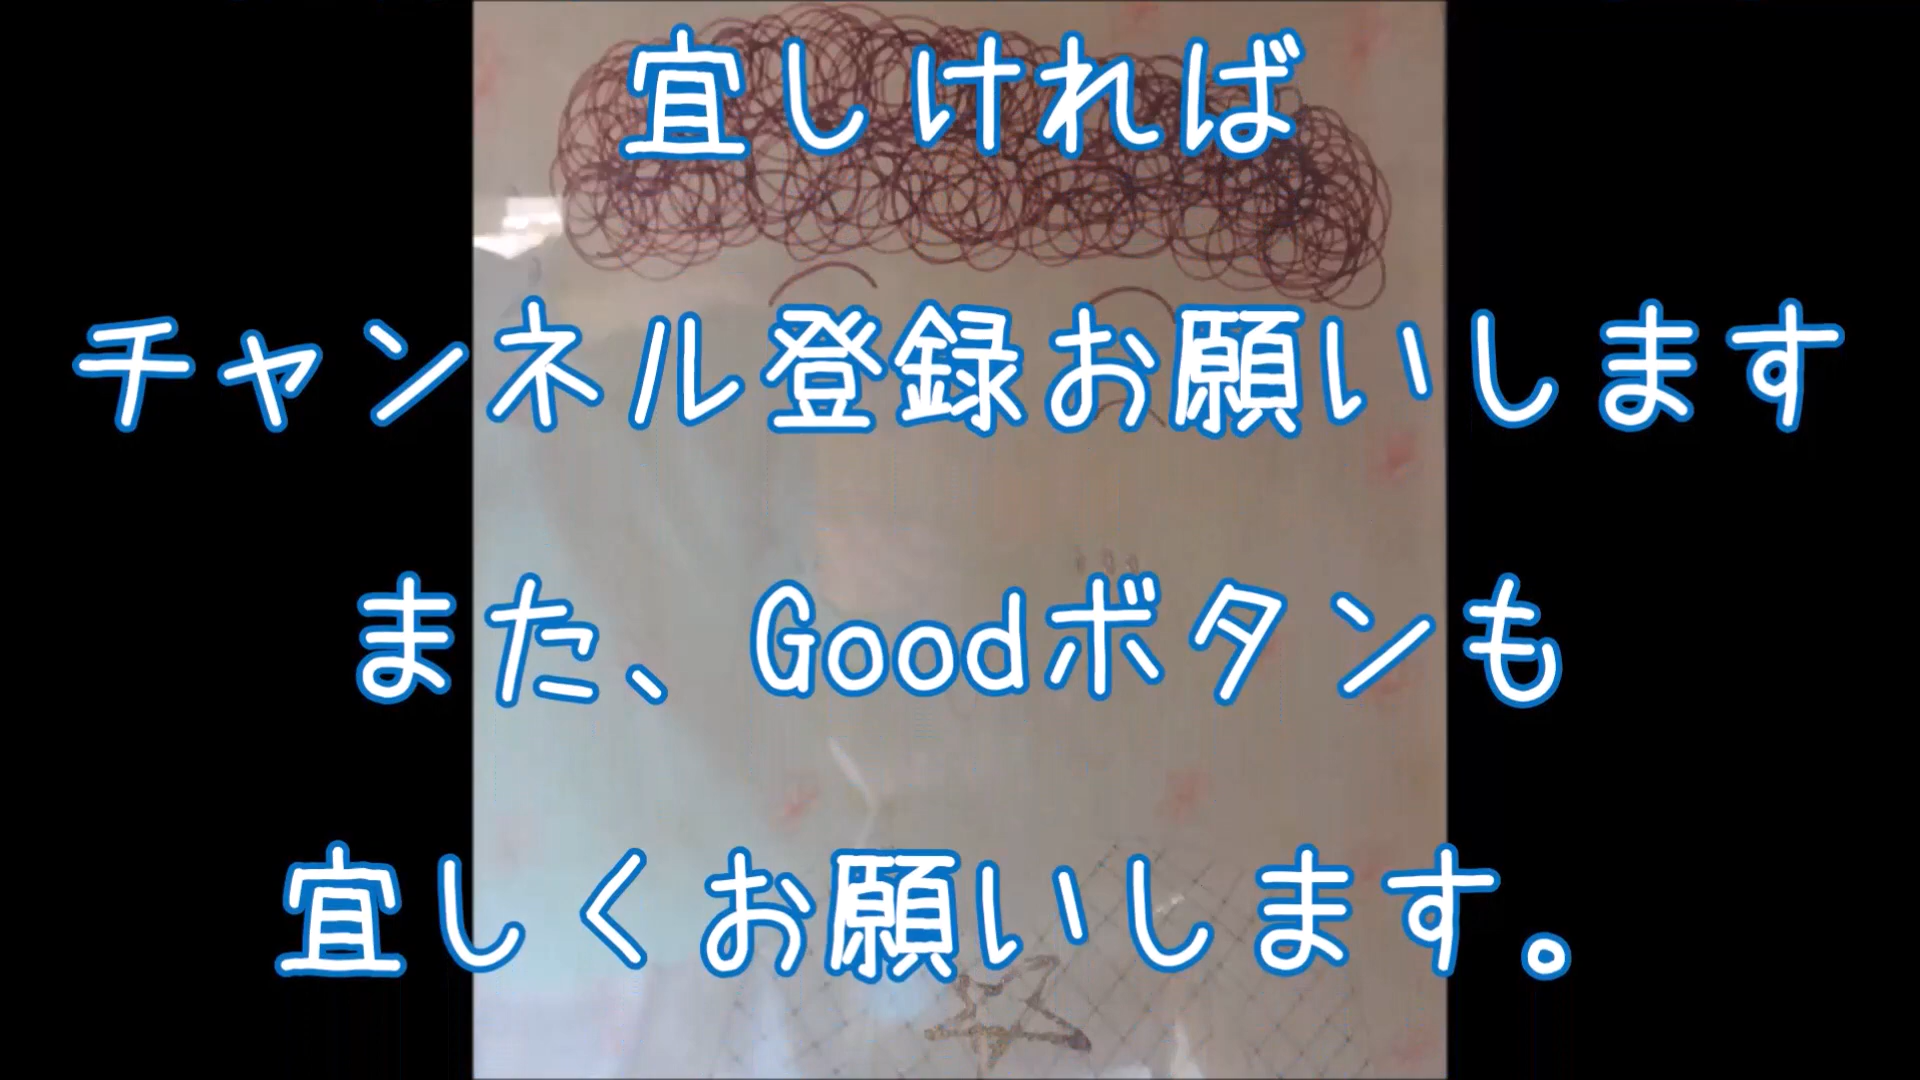 宜しければ
チャンネル登録お願いします
また、Goodボタンも
宜しくお願いします。